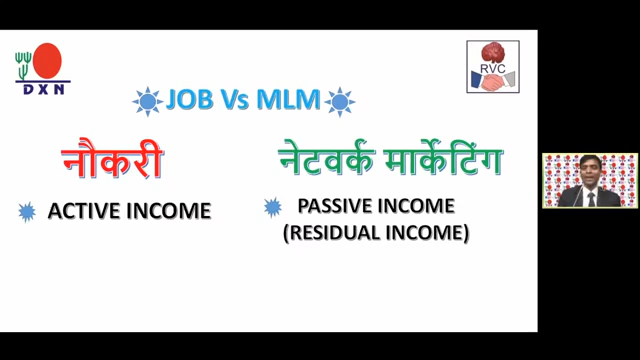 DXN
RVC
JOB Vs MLM
नौकरी
नेटवर्क मार्केटिंग
ACTIVE INCOME
PASSIVE INCOME
(RESIDUAL INCOME)